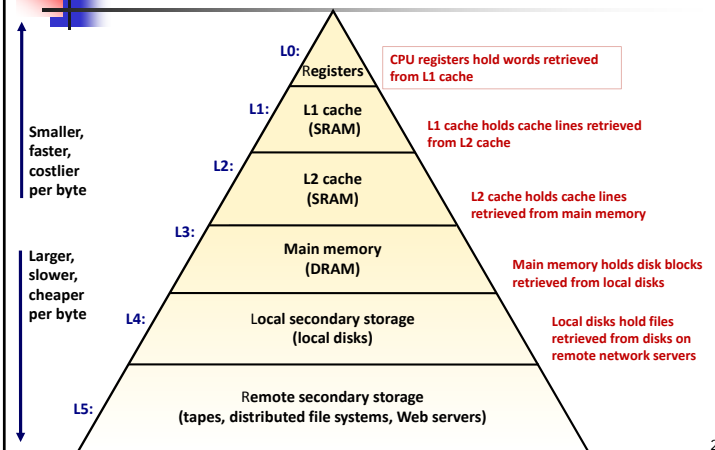 L0:
Registers
CPU registers hold words retrieved
from L1 cache
L1:
L1 cache
(SRAM)
L1 cache holds cache lines retrieved
from L2 cache
Smaller,
faster,
costlier
per byte
L2:
L2 cache
(SRAM)
L2 cache holds cache lines
retrieved from main memory
L3:
Main memory
(DRAM)
Main memory holds disk blocks
retrieved from local disks
Larger,
slower,
cheaper
per byte
L4:
Local secondary storage
(local disks)
Local disks hold files
retrieved from disks on
remote network servers
L5:
Remote secondary storage
(tapes, distributed file systems, Web servers)